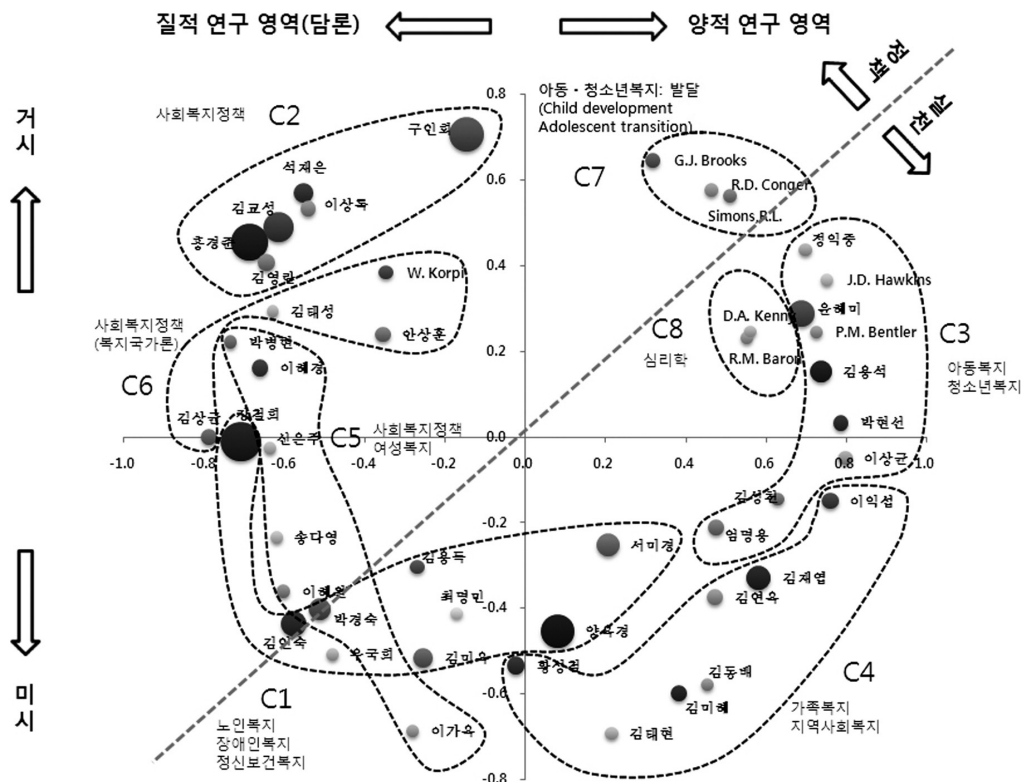 질적 연구 영역(담론)
양적 연구 영역
정책
실천
거시
미시
0.8
0.6
0.4
0.2
0.0
-0.2
-0.4
-0.6
-0.8
-1.0
-0.8
-0.6
-0.4
-0.2
0.0
0.2
0.4
0.6
0.8
1.0
사회복지정책
C2
구인회
석재은
이상록
김교성
홍경준
김영란
아동・청소년복지: 발달
(Child development
Adolescent transition)
C7
G.J. Brooks
R.D. Conger
Simons,R.L.
정익중
J.D. Hawkins
윤혜미
P.M. Bentler
김용석
박현선
이상균
C3
아동복지
청소년복지
D.A. Kenny
R.M. Baron
C8
심리학
W. Korpi
김태성
안상훈
사회복지정책
(복지국가론)
C6
박병현
이혜경
김상균
신은주
C5
사회복지정책
여성복지
송다영
이혜원
박경숙
김인숙
김용득
최명민
서미경
양옥경
김미옥
이가옥
황성철
C1
노인복지
장애인복지
정신보건복지
김성천
엄명용
이익섭
김재엽
김연옥
김동배
김미혜
김태현
C4
가족복지
지역사회복지